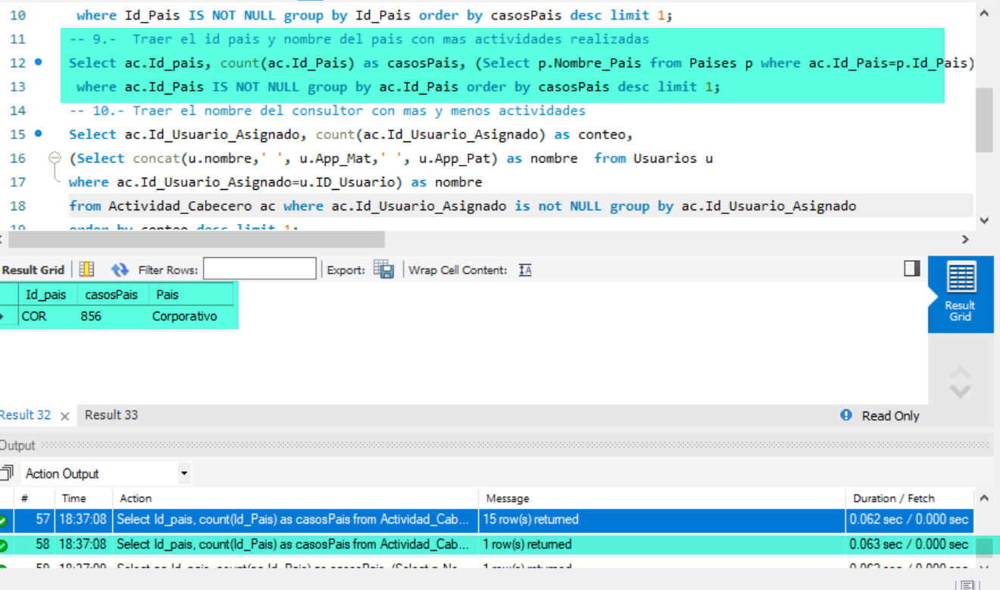 10 where Id_Pais IS NOT NULL group by Id_Pais order by casosPais desc limit 1;
11 -- 9.-  Traer el id pais y nombre del pais con mas actividades realizadas
12 Select ac.Id_pais, count(ac.Id_Pais) as casosPais, (Select p.Nombre_Pais from Paises p where ac.Id_Pais=p.Id_Pais)
13 where ac.Id_Pais IS NOT NULL group by ac.Id_Pais order by casosPais desc limit 1;
14 -- 10.- Traer el nombre del consultor con mas y menos actividades
15 Select ac.Id_Usuario_Asignado, count(ac.Id_Usuario_Asignado) as conteo,
16 (Select concat(u.nombre,' ', u.App_Mat,' ', u.App_Pat) as nombre  from Usuarios u
17 where ac.Id_Usuario_Asignado=u.ID_Usuario) as nombre
18 from Actividad_Cabecero ac where ac.Id_Usuario_Asignado is not NULL group by ac.Id_Usuario_Asignado
19 order by conteo desc limit 1;
Result Grid Filter Rows: Export: Wrap Cell Content:
Id_pais casosPais Pais
COR 856 Corporativo
Result Grid
Result 32 Result 33 Read Only
Output
Action Output
# Time Action Message Duration / Fetch
57 18:37:08 Select Id_pais, count(Id_Pais) as casosPais from Actividad_Cab... 15 row(s) returned 0.062 sec / 0.000 sec
58 18:37:08 Select Id_pais, count(Id_Pais) as casosPais from Actividad_Cab... 1 row(s) returned 0.063 sec / 0.000 sec